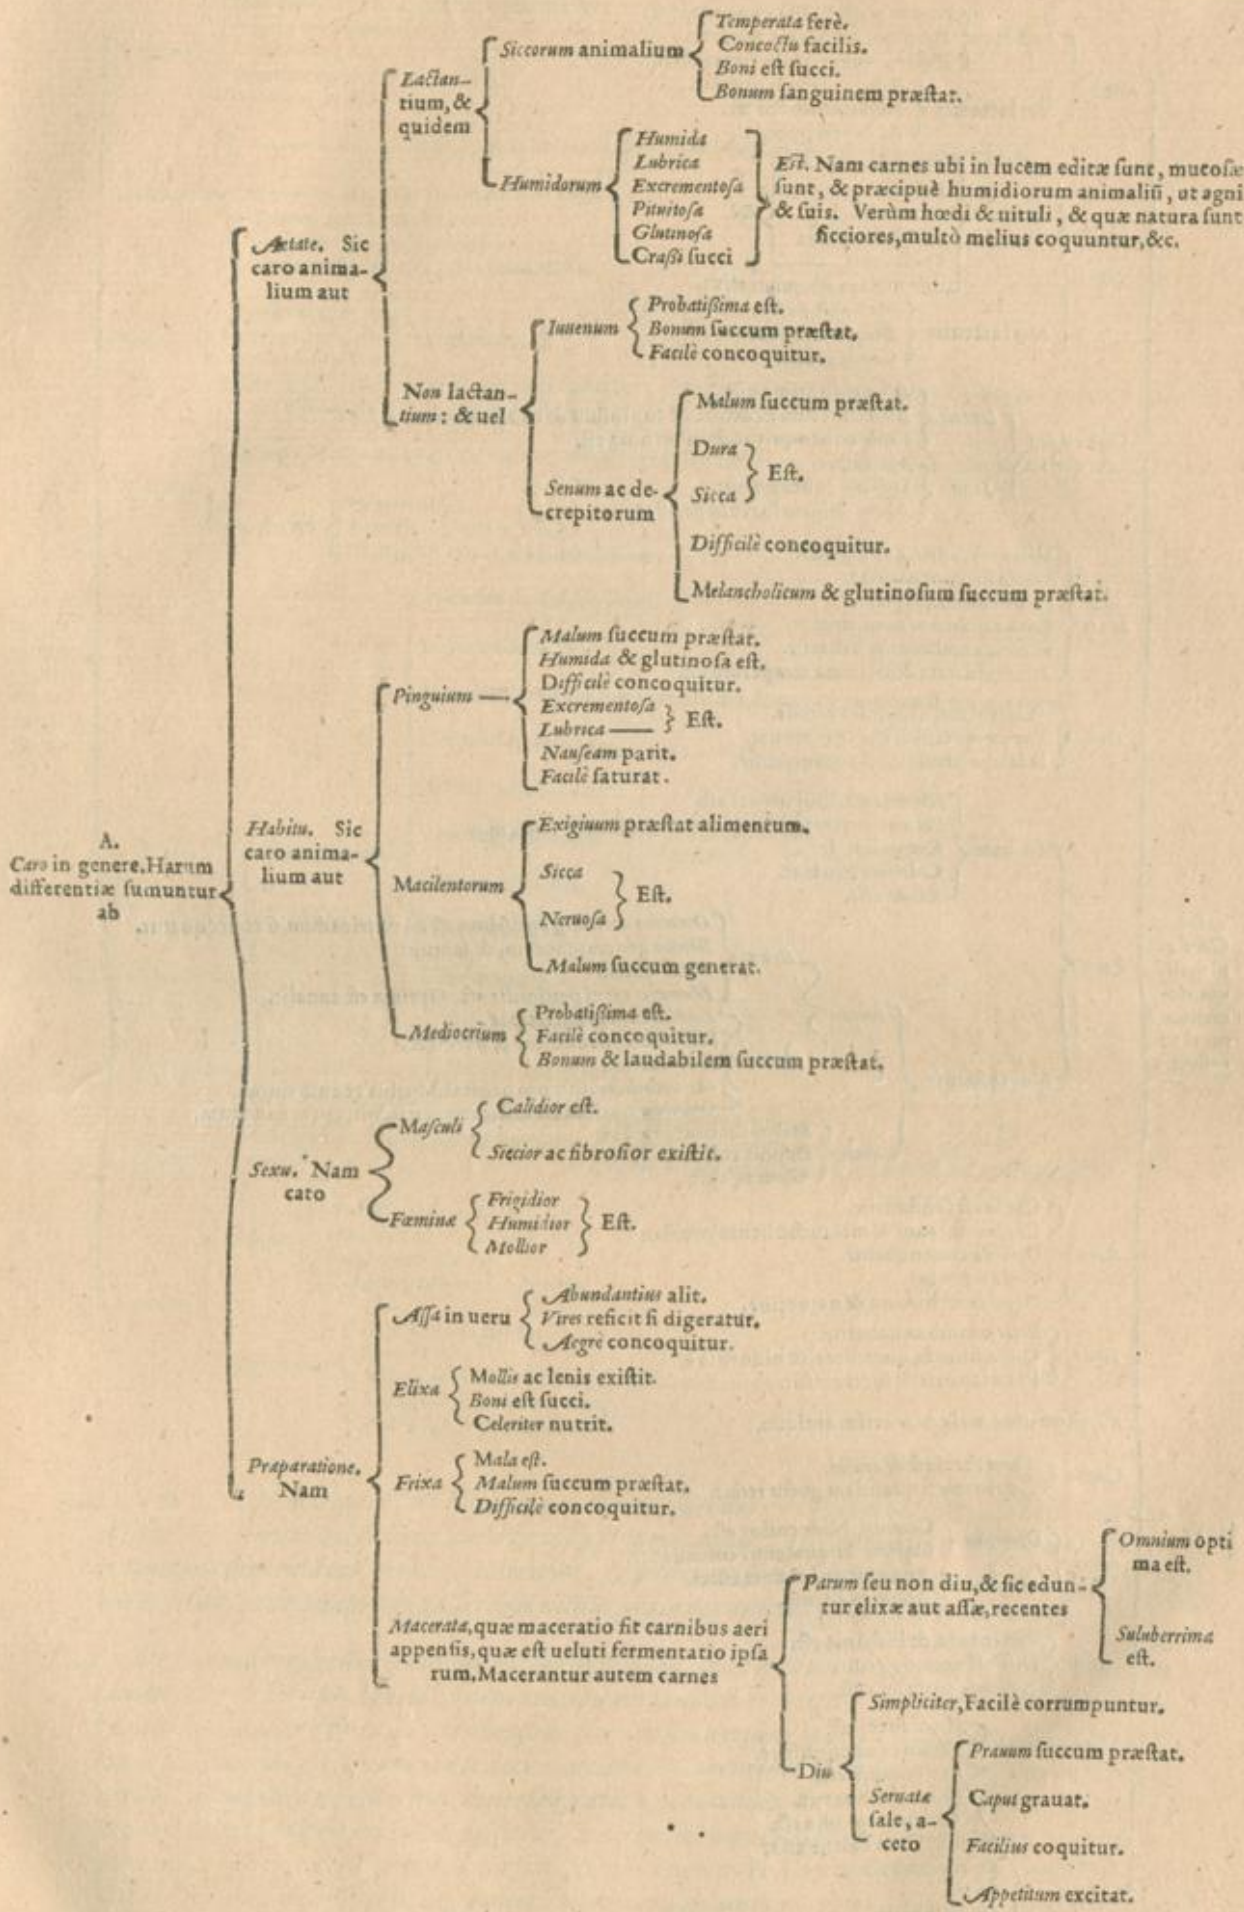 A.
Caro in genere. Harum
differentiæ sumuntur
ab
Aetate. Sic
caro anima-
lium aut
Lactan-
tium, &
quidem
Siccorum animalium
Temperata ferè.
Concoctu facilis.
Boni est succi.
Bonum sanguinem præstat.
Humidorum
Humida
Lubrica
Excrementosa
Pituitosa
Glutinosa
Crassi succi
Est. Nam carnes ubi in lucem editæ sunt, mucosæ
sunt, & præcipuè humidiorum animaliũ, ut agni
& suis. Verùm hœdi & uituli, & quæ natura sunt
sicciores, multò melius coquuntur, &c.
Non lactan-
tium: & uel
Iuuenum
Probatissima est.
Bonum succum præstat.
Facilè concoquitur.
Senum ac de-
crepitorum
Malum succum præstat.
Dura
Sicca
Est.
Difficilè concoquitur.
Melancholicum & glutinosum succum præstat.
Habitu. Sic
caro anima-
lium aut
Pinguium
Malum succum præstat.
Humida & glutinosa est.
Difficilè concoquitur.
Excrementosa
Lubrica
Est.
Nauseam parit.
Facilè saturat.
Macilentorum
Exigiuum præstat alimentum.
Sicca
Neruosa
Est.
Malum succum generat.
Mediocrium
Probatissima est.
Facilè concoquitur.
Bonum & laudabilem succum præstat.
Sexu. Nam
cato
Masculi
Calidior est.
Siccior ac fibrosior existit.
Fœminæ
Frigidior
Humidior
Mollior
Est.
Præparatione.
Nam
Assa in ueru
Abundantius alit.
Vires reficit si digeratur.
Aegrè concoquitur.
Elixa
Mollis ac lenis existit.
Boni est succi.
Celeriter nutrit.
Frixa
Mala est.
Malum succum præstat.
Difficilè concoquitur.
Macerata, quæ maceratio fit carnibus aeri
appensis, quæ est ueluti fermentatio ipsa
rum. Macerantur autem carnes
Parum seu non diu, & sic edun-
tur elixæ aut assæ, recentes
Omnium opti
ma est.
Suluberrima
est.
Diu
Simpliciter, Facilè corrumpuntur.
Seruatæ
sale, a-
ceto
Prauum succum præstat.
Caput grauat.
Facilius coquitur.
Appetitum excitat.